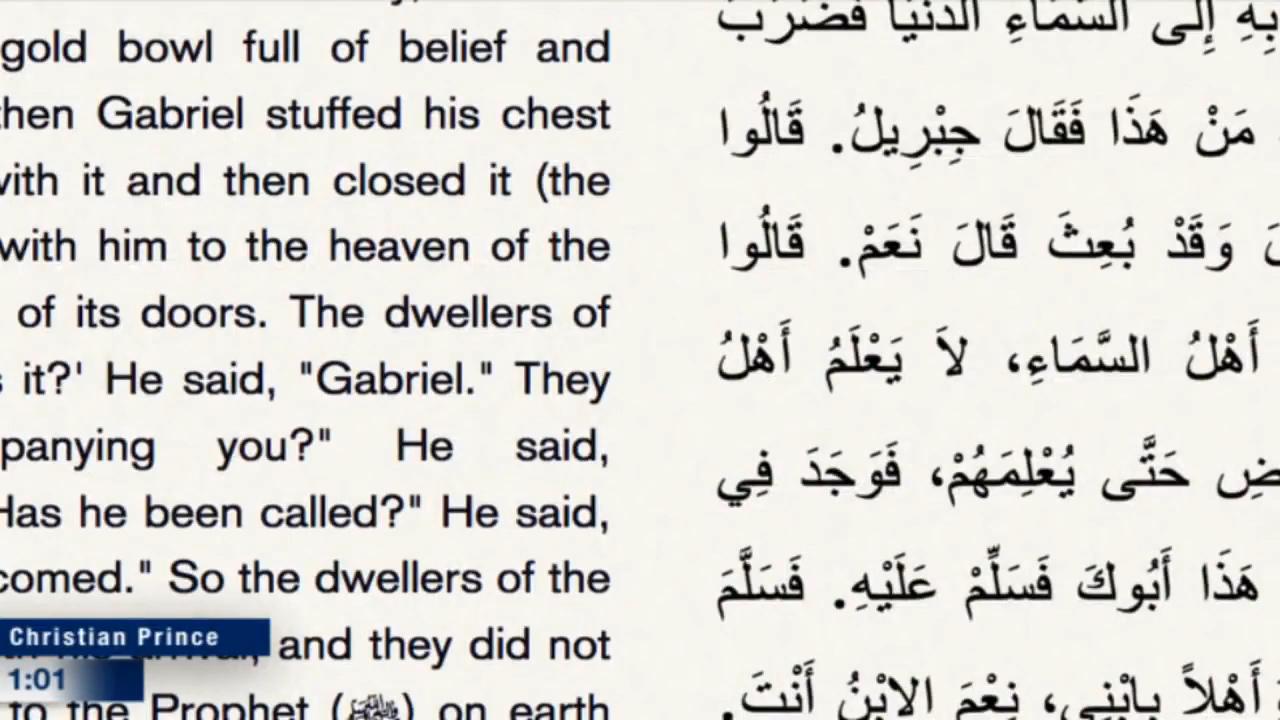 gold bowl full of belief and
then Gabriel stuffed his chest
with it and then closed it (the
with him to the heaven of the
of its doors. The dwellers of
s it?' He said, "Gabriel." They
panying you?" He said,
Has he been called?" He said,
comed." So the dwellers of the
and they did not
to the Prophet (ﷺ) on earth
بِهِ إِلَى السَّمَاءِ الدُّنْيَا فَضَرَبَ
مَنْ هَذَا فَقَالَ جِبْرِيلُ. قَالُوا
وَقَدْ بُعِثَ قَالَ نَعَمْ. قَالُوا
أَهْلُ السَّمَاءِ، لاَ يَعْلَمُ أَهْلُ
ضِ حَتَّى يُعْلِمَهُمْ، فَوَجَدَ فِي
هَذَا أَبُوكَ فَسَلِّمْ عَلَيْهِ. فَسَلَّمَ
أَهْلاً بِابْنِي، نِعْمَ الاِبْنُ أَنْتَ.
Christian Prince
1:01